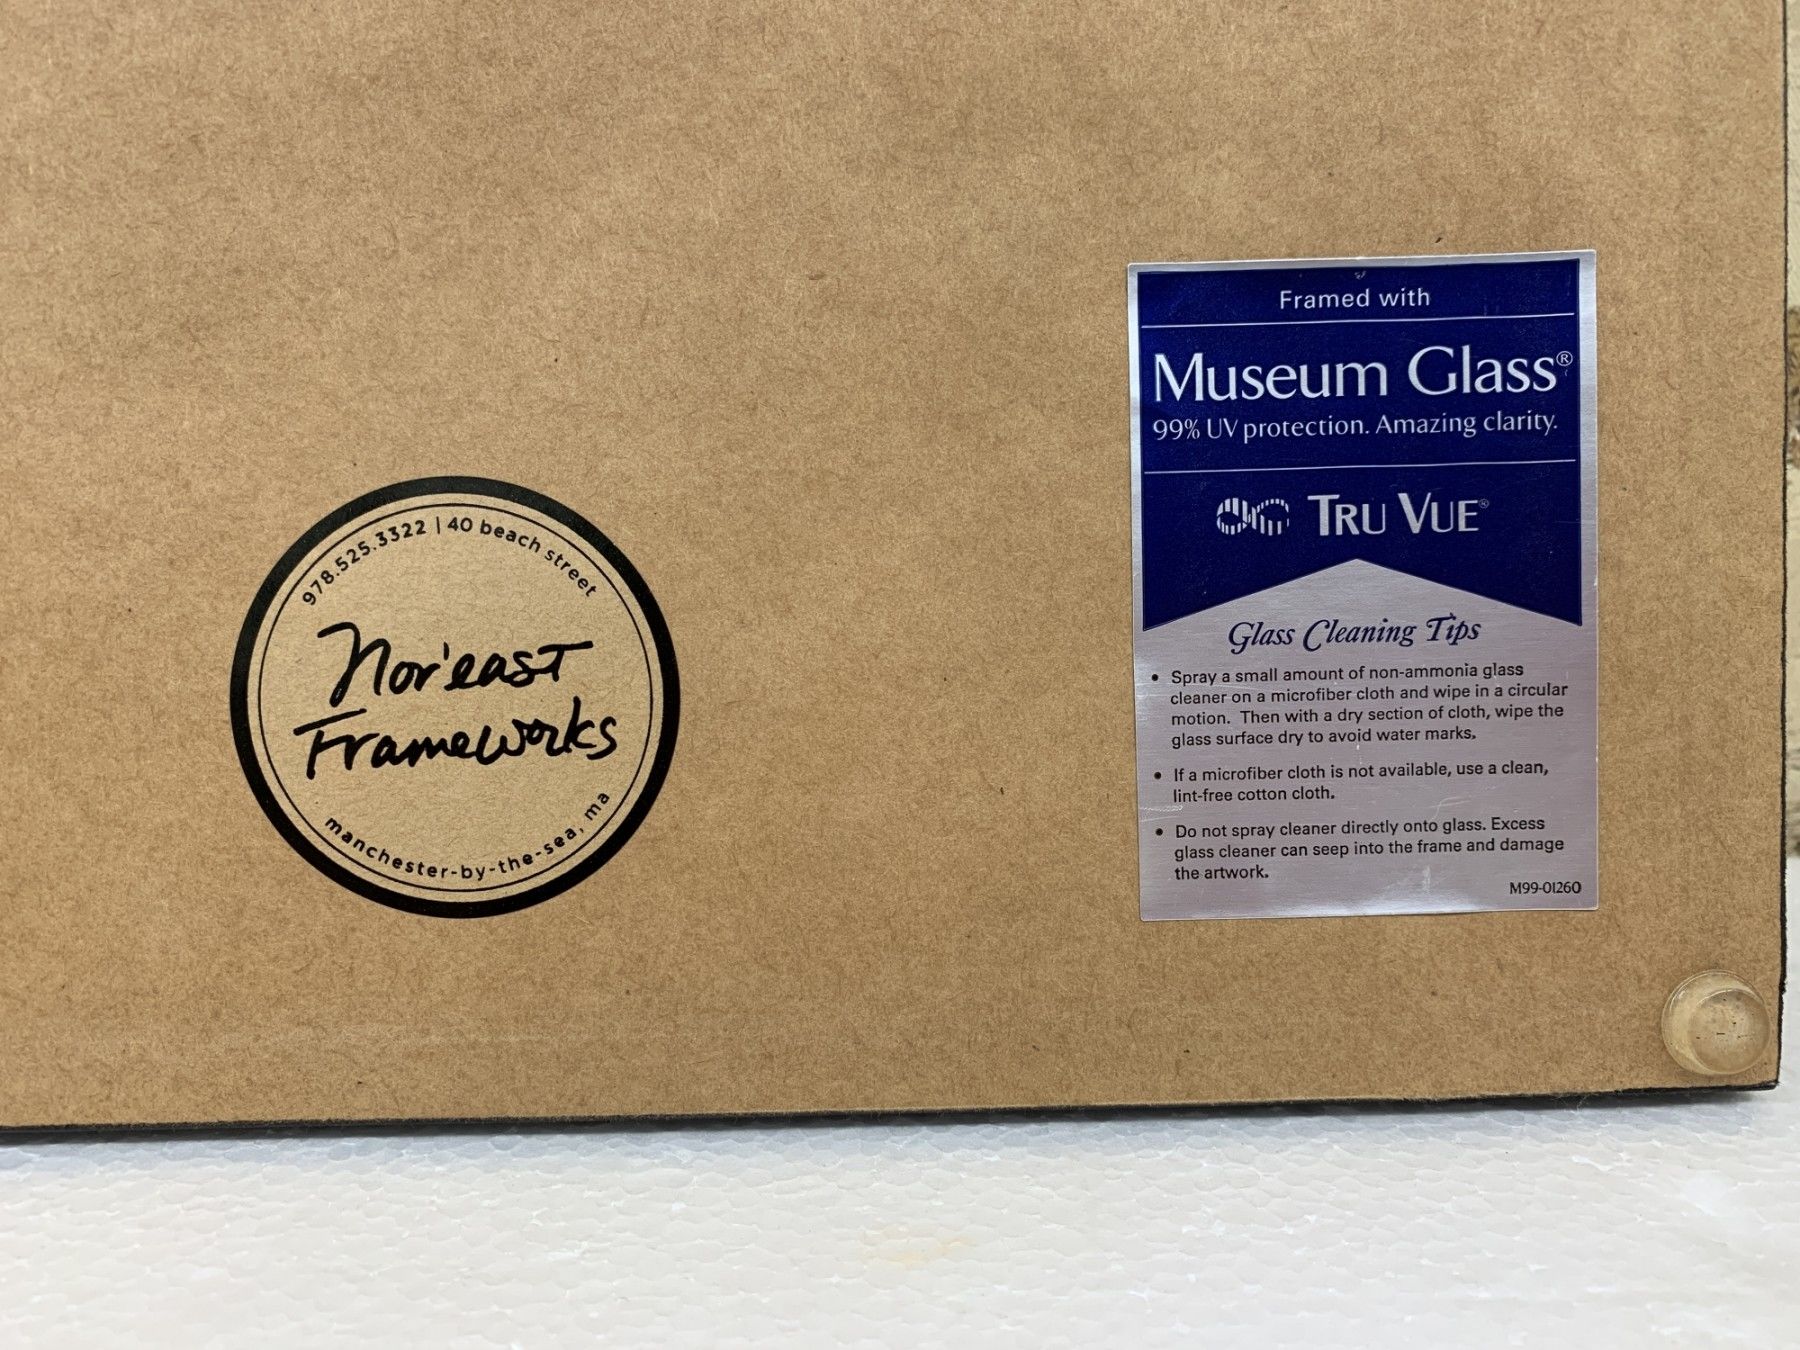 978.525.3322 | 40 beach street
Nor'east
Frameworks
manchester-by-the-sea, ma
Framed with
Museum Glass®
99% UV protection. Amazing clarity.
TRU VUE®
Glass Cleaning Tips
• Spray a small amount of non-ammonia glass
cleaner on a microfiber cloth and wipe in a circular
motion. Then with a dry section of cloth, wipe the
glass surface dry to avoid water marks.
• If a microfiber cloth is not available, use a clean,
lint-free cotton cloth.
• Do not spray cleaner directly onto glass. Excess
glass cleaner can seep into the frame and damage
the artwork.
M99-01260